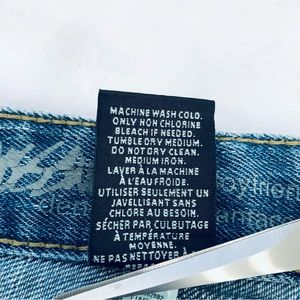 MACHINE WASH COLD.
ONLY NON CHLORINE
BLEACH IF NEEDED.
TUMBLE DRY MEDIUM.
DO NOT DRY CLEAN.
MEDIUM IRON.
LAVER À LA MACHINE
À L'EAU FROIDE.
UTILISER SEULEMENT UN
JAVELLISANT SANS
CHLORE AU BESOIN.
SÉCHER PAR CULBUTAGE
À TEMPÉRATURE
MOYENNE.
NE PAS NETTOYER À